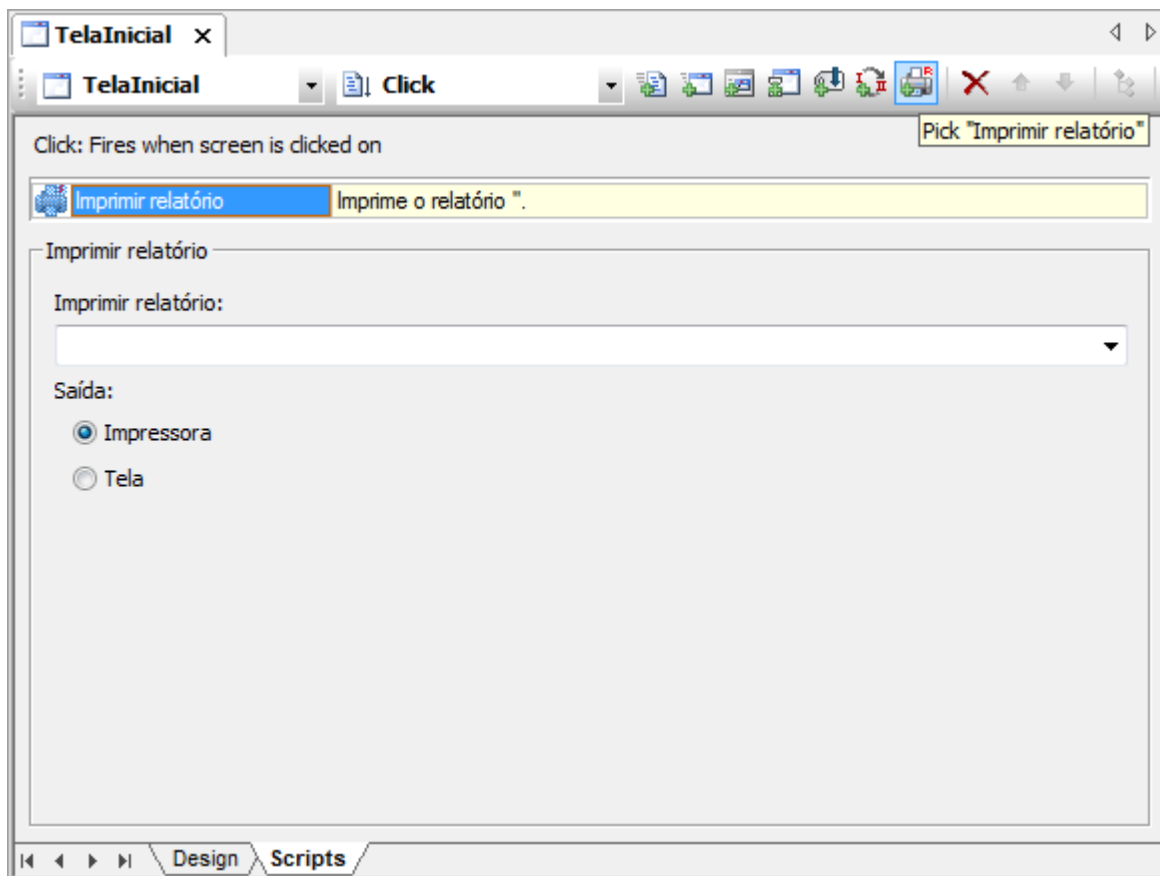 TelaInicial
TelaInicial Click
Pick "Imprimir relatório"
Click: Fires when screen is clicked on
Imprimir relatório Imprime o relatório ''.
Imprimir relatório
Imprimir relatório:
Saída:
Impressora
Tela
Design Scripts